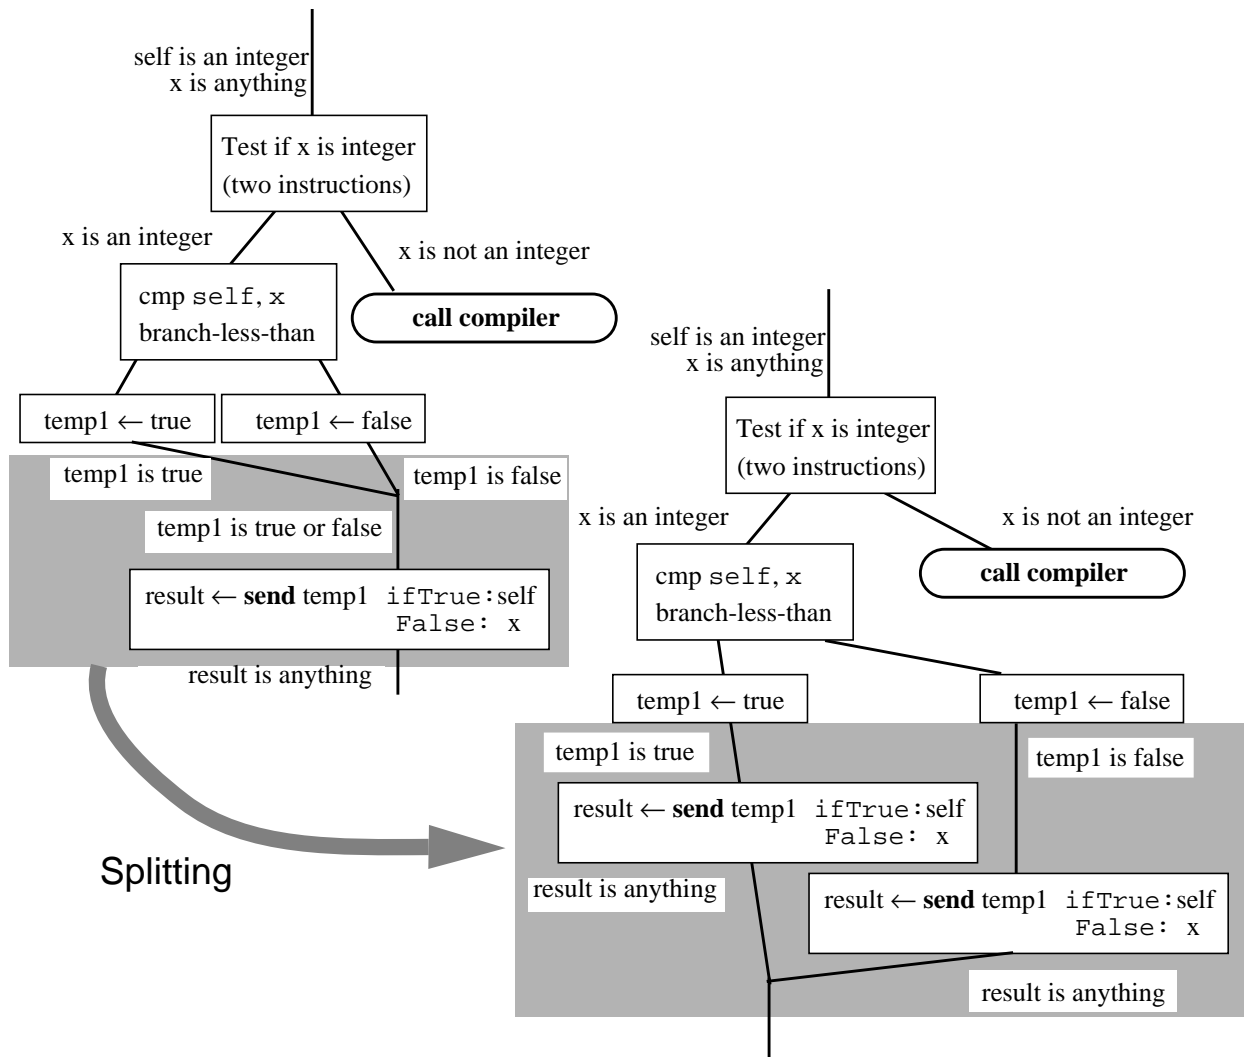 self is an integer
x is anything
Test if x is integer
(two instructions)
x is an integer
x is not an integer
cmp self, x
branch-less-than
call compiler
temp1 ← true
temp1 ← false
temp1 is true
temp1 is false
temp1 is true or false
result ← send temp1 ifTrue:self
False: x
result is anything
Splitting
self is an integer
x is anything
Test if x is integer
(two instructions)
x is an integer
x is not an integer
cmp self, x
branch-less-than
call compiler
temp1 ← true
temp1 ← false
temp1 is true
temp1 is false
result ← send temp1 ifTrue:self
False: x
result is anything
result ← send temp1 ifTrue:self
False: x
result is anything